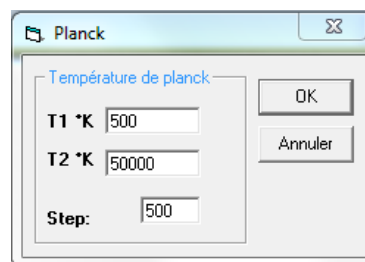 Planck
Température de planck
T1 °K 500
OK
T2 °K 50000
Annuler
Step: 500